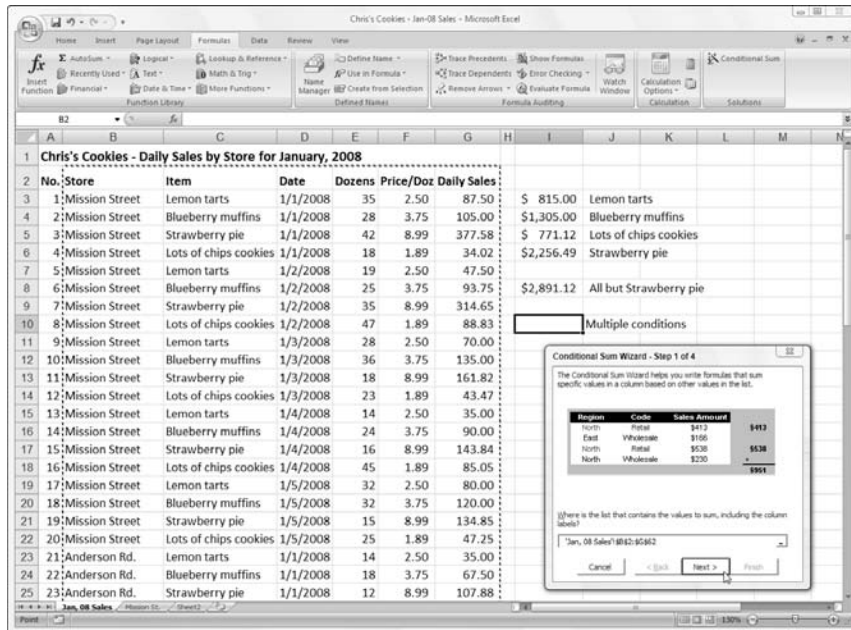 Chris's Cookies - Jan-08 Sales - Microsoft Excel
Home Insert Page Layout Formulas Data Review View
Insert Function
Σ AutoSum Logical Lookup & Reference
Recently Used Text Math & Trig
Financial Date & Time More Functions
Function Library
Name Manager
Define Name
Use in Formula
Create from Selection
Defined Names
Trace Precedents Show Formulas
Trace Dependents Error Checking
Remove Arrows Evaluate Formula
Watch Window
Formula Auditing
Calculation Options
Calculation
Conditional Sum
Solutions
B2 fx
A B C D E F G H I J K L M N
1 Chris's Cookies - Daily Sales by Store for January, 2008
2 No. Store Item Date Dozens Price/Doz Daily Sales
3 1 Mission Street Lemon tarts 1/1/2008 35 2.50 87.50 $ 815.00 Lemon tarts
4 2 Mission Street Blueberry muffins 1/1/2008 28 3.75 105.00 $1,305.00 Blueberry muffins
5 3 Mission Street Strawberry pie 1/1/2008 42 8.99 377.58 $ 771.12 Lots of chips cookies
6 4 Mission Street Lots of chips cookies 1/1/2008 18 1.89 34.02 $2,256.49 Strawberry pie
7 5 Mission Street Lemon tarts 1/2/2008 19 2.50 47.50
8 6 Mission Street Blueberry muffins 1/2/2008 25 3.75 93.75 $2,891.12 All but Strawberry pie
9 7 Mission Street Strawberry pie 1/2/2008 35 8.99 314.65
10 8 Mission Street Lots of chips cookies 1/2/2008 47 1.89 88.83 Multiple conditions
11 9 Mission Street Lemon tarts 1/3/2008 28 2.50 70.00
12 10 Mission Street Blueberry muffins 1/3/2008 36 3.75 135.00
13 11 Mission Street Strawberry pie 1/3/2008 18 8.99 161.82
14 12 Mission Street Lots of chips cookies 1/3/2008 23 1.89 43.47
15 13 Mission Street Lemon tarts 1/4/2008 14 2.50 35.00
16 14 Mission Street Blueberry muffins 1/4/2008 24 3.75 90.00
17 15 Mission Street Strawberry pie 1/4/2008 16 8.99 143.84
18 16 Mission Street Lots of chips cookies 1/4/2008 45 1.89 85.05
19 17 Mission Street Lemon tarts 1/5/2008 32 2.50 80.00
20 18 Mission Street Blueberry muffins 1/5/2008 32 3.75 120.00
21 19 Mission Street Strawberry pie 1/5/2008 15 8.99 134.85
22 20 Mission Street Lots of chips cookies 1/5/2008 25 1.89 47.25
23 21 Anderson Rd. Lemon tarts 1/1/2008 14 2.50 35.00
24 22 Anderson Rd. Blueberry muffins 1/1/2008 18 3.75 67.50
25 23 Anderson Rd. Strawberry pie 1/1/2008 12 8.99 107.88
Conditional Sum Wizard - Step 1 of 4
The Conditional Sum Wizard helps you write formulas that sum
specific values in a column based on other values in the list.
Region Code Sales Amount
North Retail $413 $413
East Wholesale $166
North Retail $538 $538
North Wholesale $230 +
$951
Where is the list that contains the values to sum, including the column
labels?
'Jan, 08 Sales'!$B$2:$G$62
Cancel < Back Next > Finish
Jan, 08 Sales Mission St. Sheet2
Point 130%